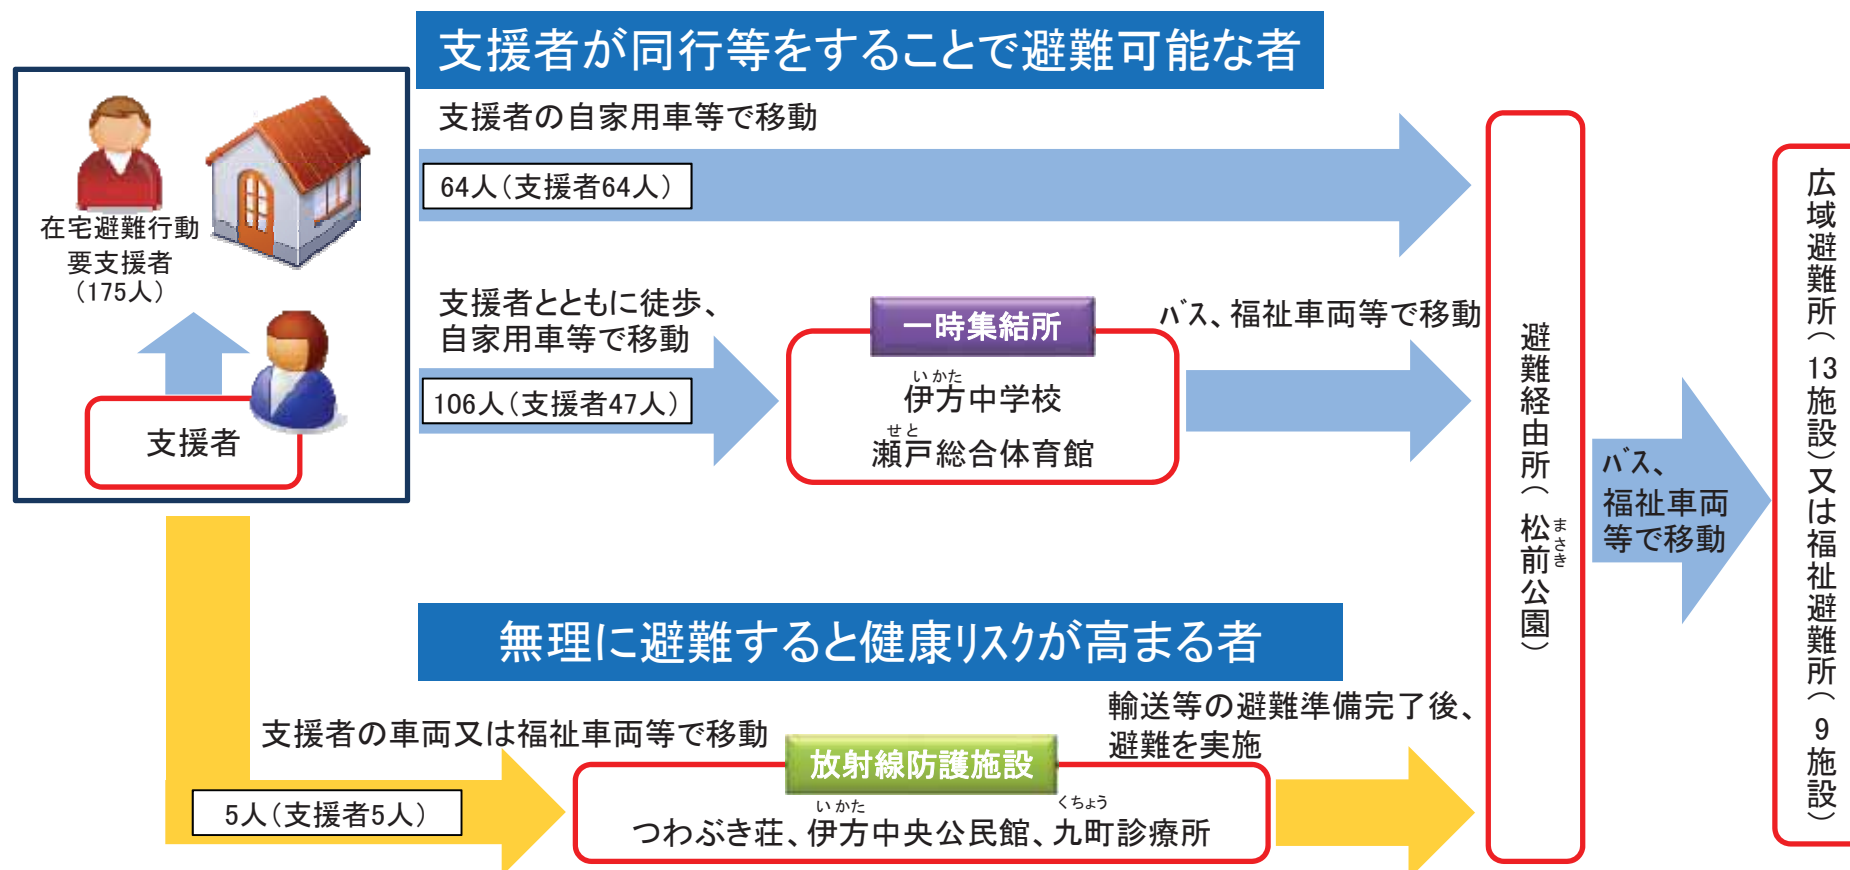 支援者が同行等をすることで避難可能な者
在宅避難行動
要支援者
(175人)
支援者
支援者の自家用車等で移動
64人(支援者64人)
支援者とともに徒歩、
自家用車等で移動
106人(支援者47人)
一時集結所
いかた
伊方中学校
せと
瀬戸総合体育館
バス、福祉車両等で移動
無理に避難すると健康リスクが高まる者
支援者の車両又は福祉車両等で移動
5人(支援者5人)
放射線防護施設
いかた くちょう
つわぶき荘、伊方中央公民館、九町診療所
輸送等の避難準備完了後、
避難を実施
避難経由所(松前公園)
まさき
バス、
福祉車両
等で移動
広域避難所(13施設)又は福祉避難所(9施設)